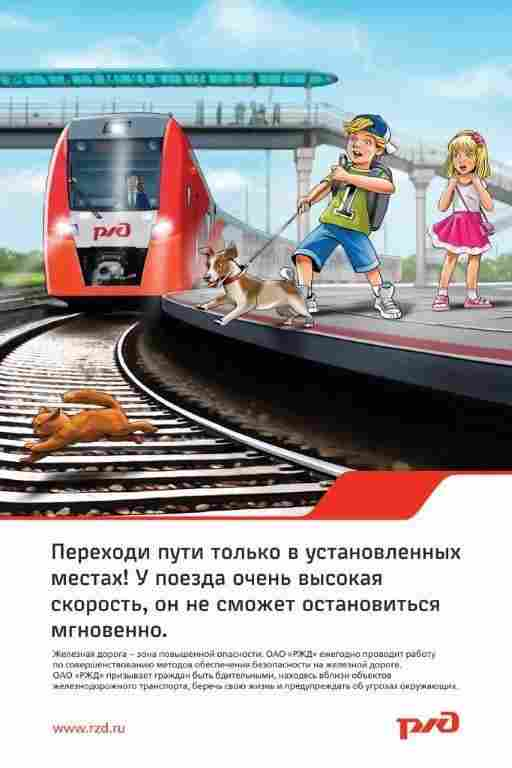 РЖД
1
Переходи пути только в установленных
местах! У поезда очень высокая
скорость, он не сможет остановиться
мгновенно.
Железная дорога – зона повышенной опасности. ОАО «РЖД» ежегодно проводит работу
по совершенствованию методов обеспечения безопасности на железной дороге.
ОАО «РЖД» призывает граждан быть бдительными, находясь вблизи объектов
железнодорожного транспорта, беречь свою жизнь и предупреждать об угрозах окружающих.
www.rzd.ru
РЖД